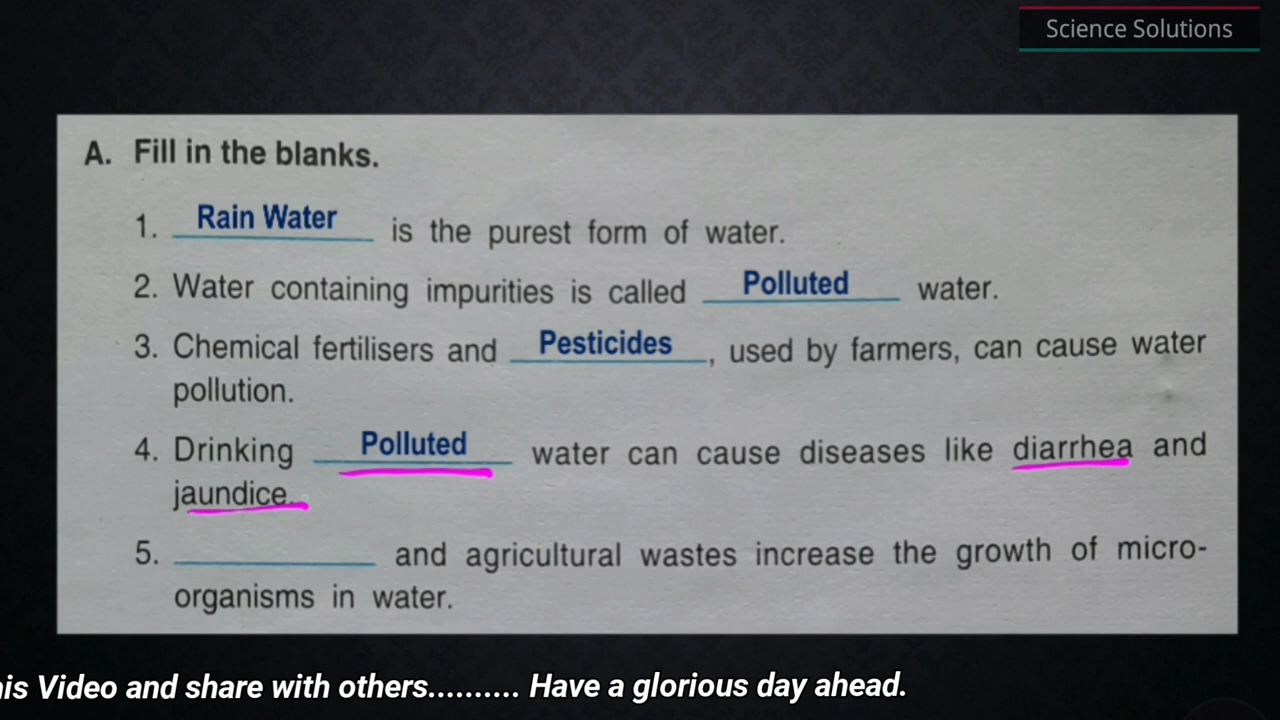 Science Solutions
A. Fill in the blanks.
1. Rain Water is the purest form of water.
2. Water containing impurities is called Polluted water.
3. Chemical fertilisers and Pesticides, used by farmers, can cause water
pollution.
4. Drinking Polluted water can cause diseases like diarrhea and
jaundice.
5. ____________ and agricultural wastes increase the growth of micro-
organisms in water.
Video and share with others.......... Have a glorious day ahead.